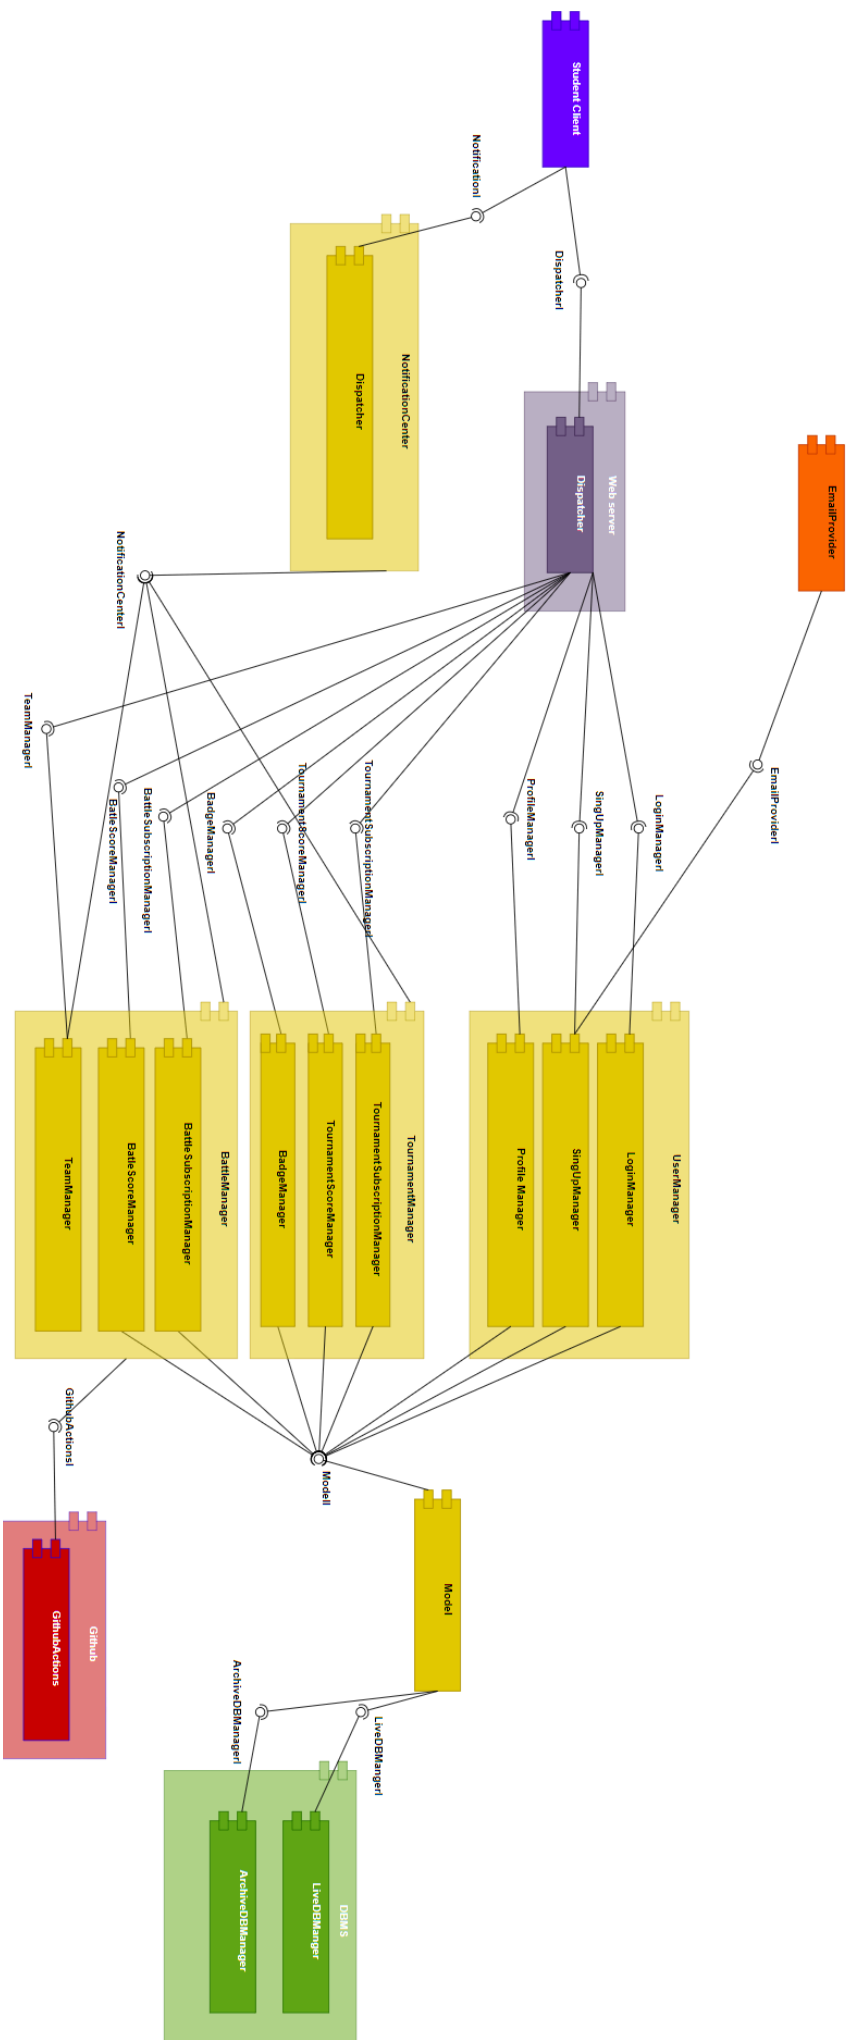 Student Client
NotificationI
DispatcherI
NotificationCenter
Dispatcher
Web server
Dispatcher
EmailProvider
NotificationCenterI
EmailProviderI
TeamManagerI
BatleScoreManagerI
BattleSubscriptionManagerI
BadgeManagerI
TournamentScoreManagerI
TournamentSubscriptionManagerI
ProfileManagerI
SingUpManagerI
LoginManagerI
BattleManager
TeamManager
BatleScoreManager
BattleSubscriptionManager
TournamentManager
BadgeManager
TournamentScoreManager
TournamentSubscriptionManager
UserManager
Profile Manager
SingUpManager
LoginManager
GithubActionsI
ModelI
Github
GithubActions
Model
ArchiveDBManagerI
LiveDBMangerI
DBMS
ArchiveDBManager
LiveDBManger